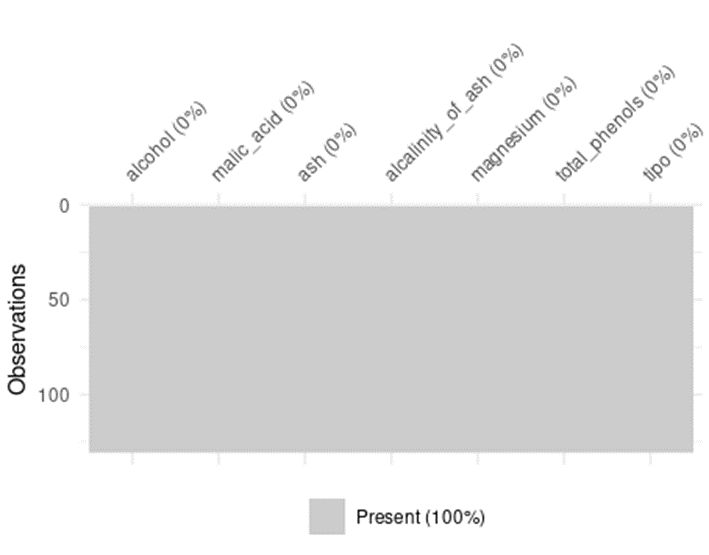 alcohol (0%)
malic_acid (0%)
ash (0%)
alcalinity_of_ash (0%)
magnesium (0%)
total_phenols (0%)
tipo (0%)
Observations
0
50
100
Present (100%)